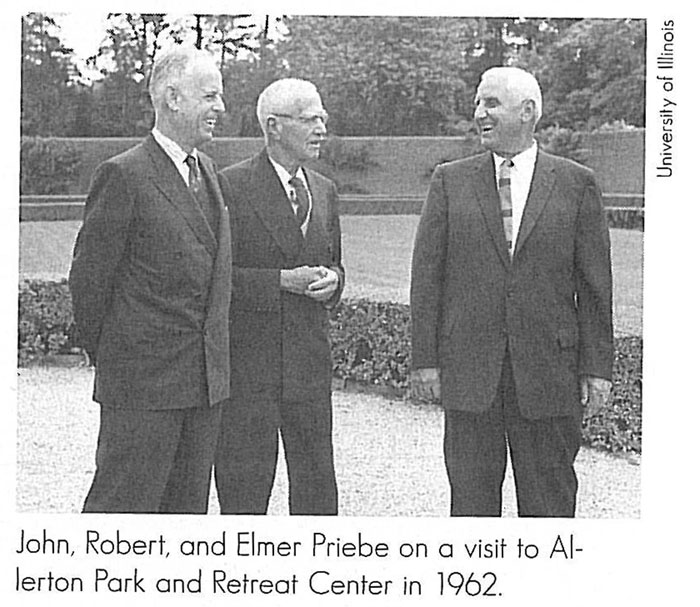 University of Illinois
John, Robert, and Elmer Priebe on a visit to Al-
lerton Park and Retreat Center in 1962.